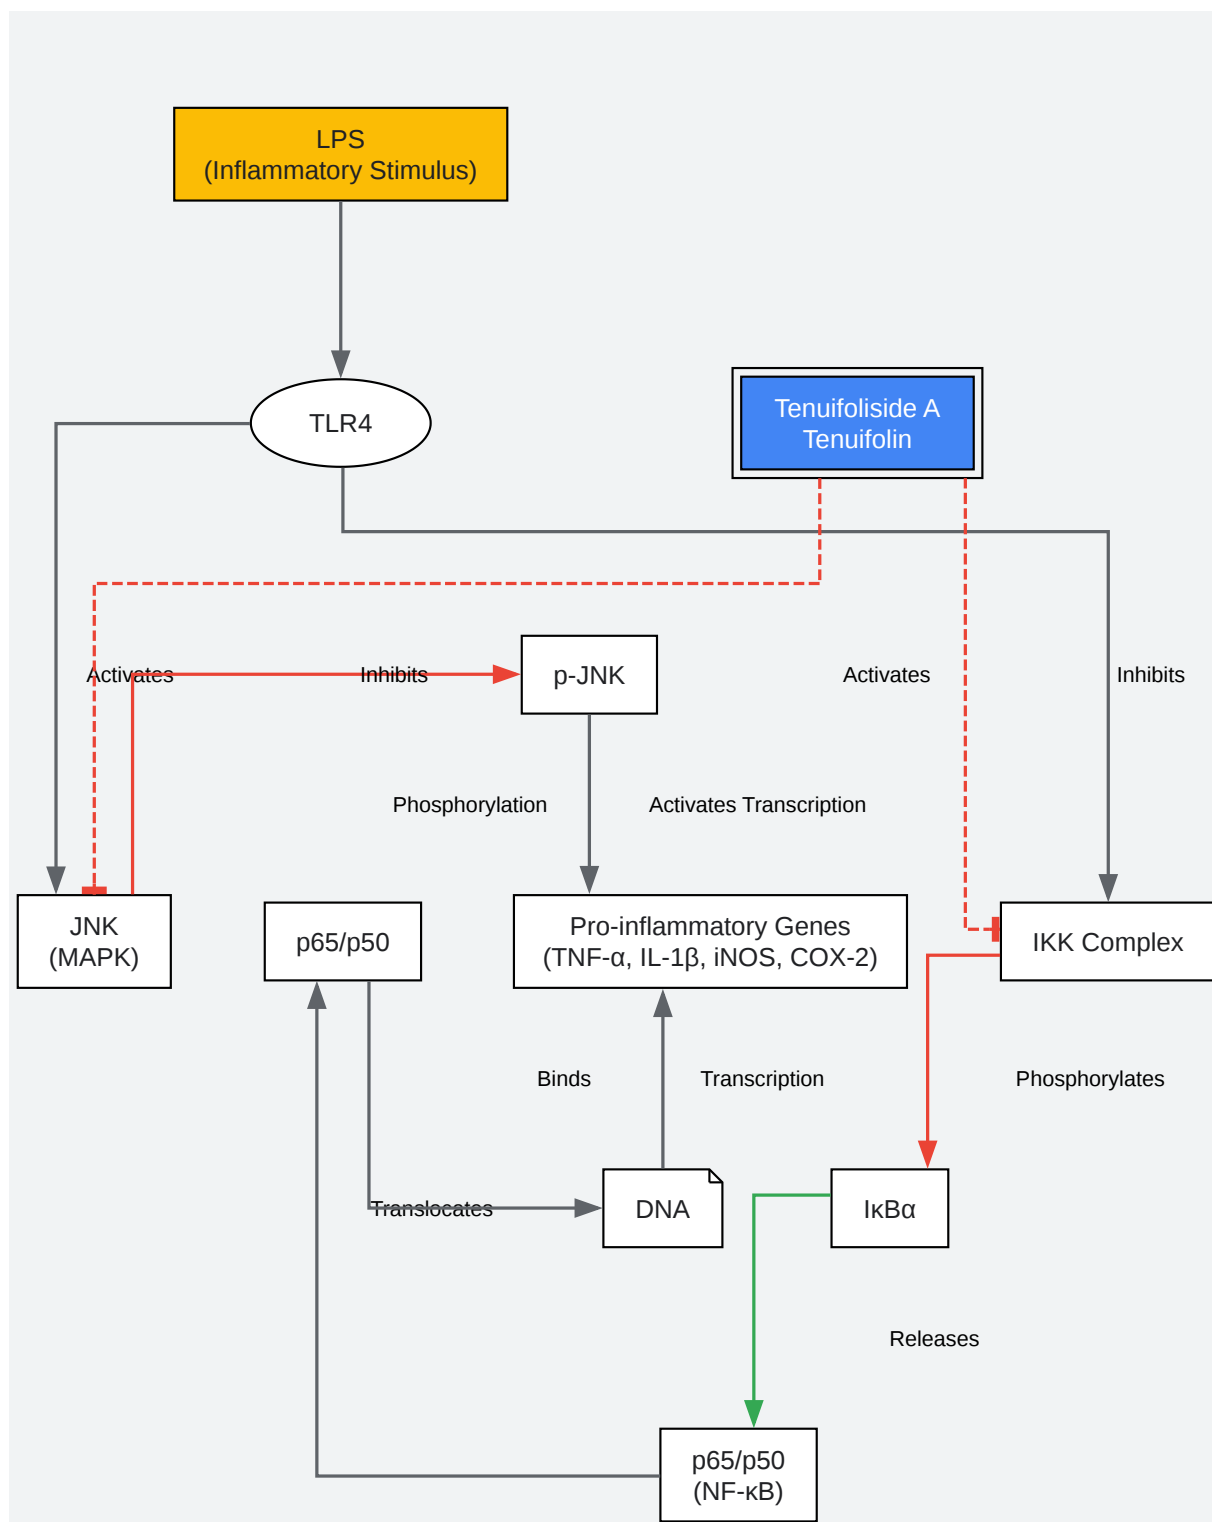 LPS
(Inflammatory Stimulus)
TLR4
Tenuifoliside A
Tenuifolin
Activates
Inhibits
p-JNK
Activates
Inhibits
Phosphorylation
Activates Transcription
JNK
(MAPK)
p65/p50
Pro-inflammatory Genes
(TNF-α, IL-1β, iNOS, COX-2)
IKK Complex
Binds
Transcription
Phosphorylates
Translocates
DNA
IκBα
Releases
p65/p50
(NF-κB)